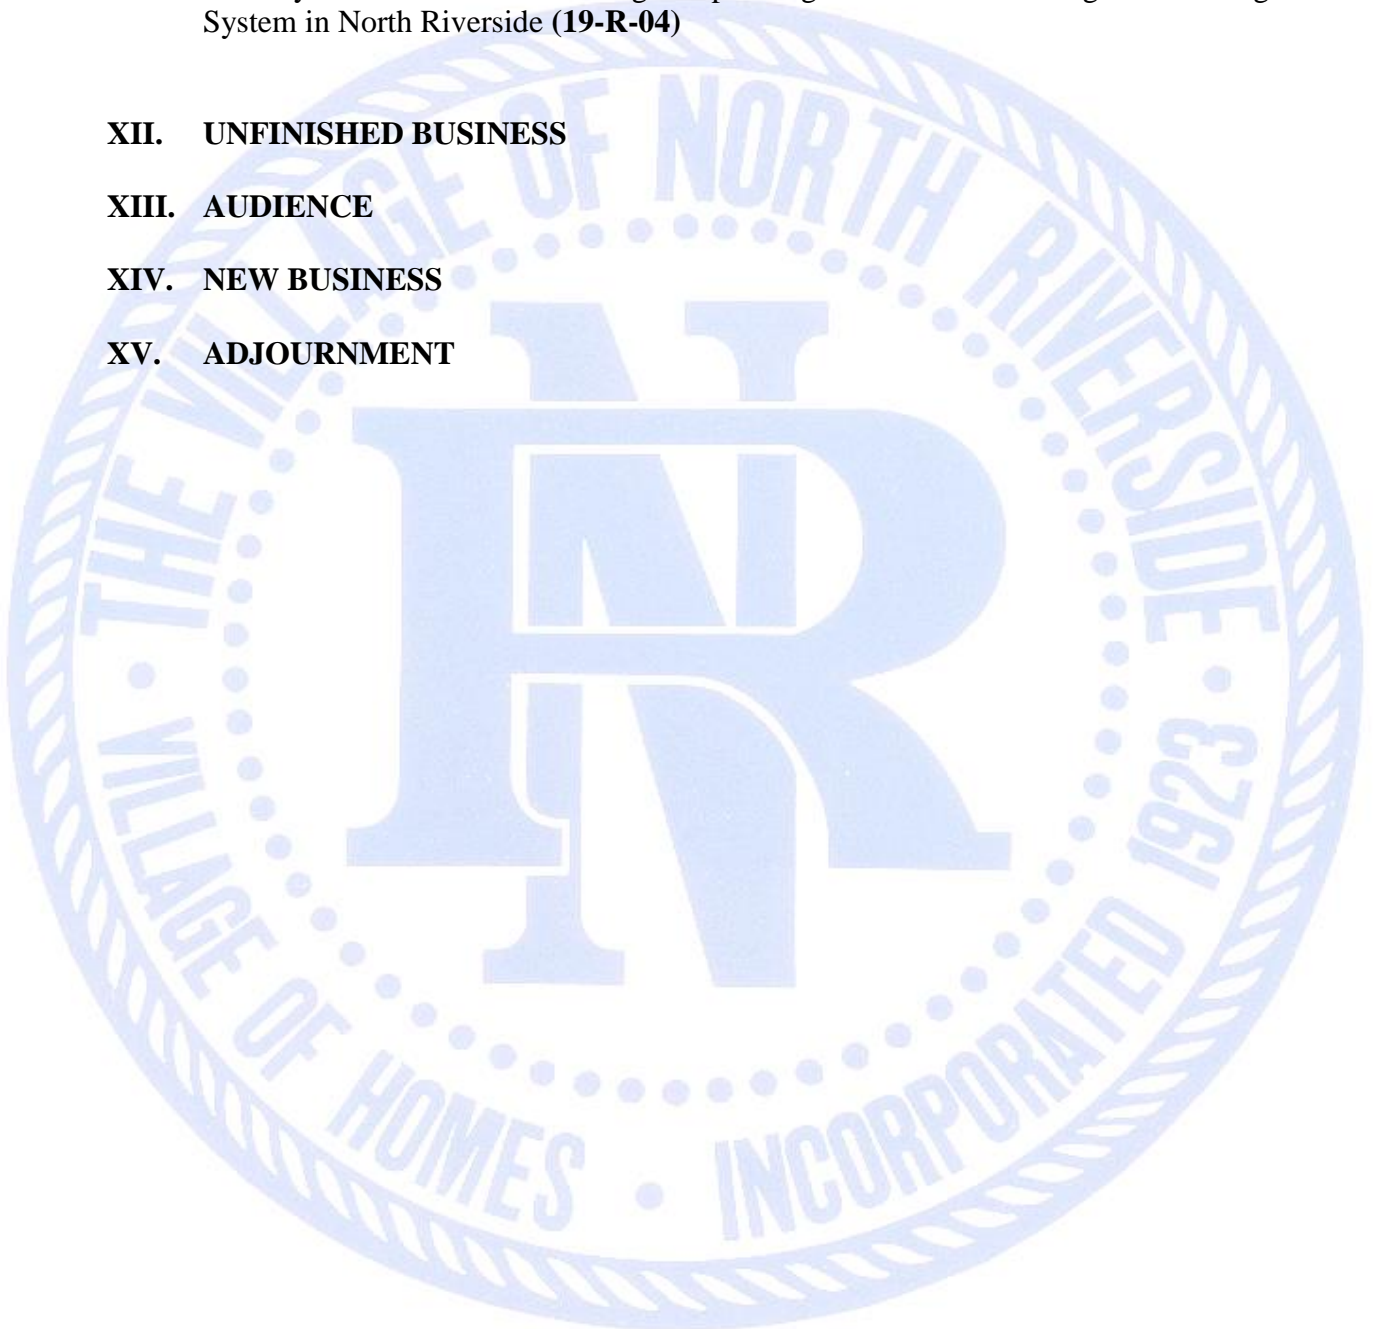 System in North Riverside (19-R-04)
XII. UNFINISHED BUSINESS
XIII. AUDIENCE
XIV. NEW BUSINESS
XV. ADJOURNMENT
THE VILLAGE OF NORTH RIVERSIDE • INCORPORATED 1923 • VILLAGE OF HOMES •
NR